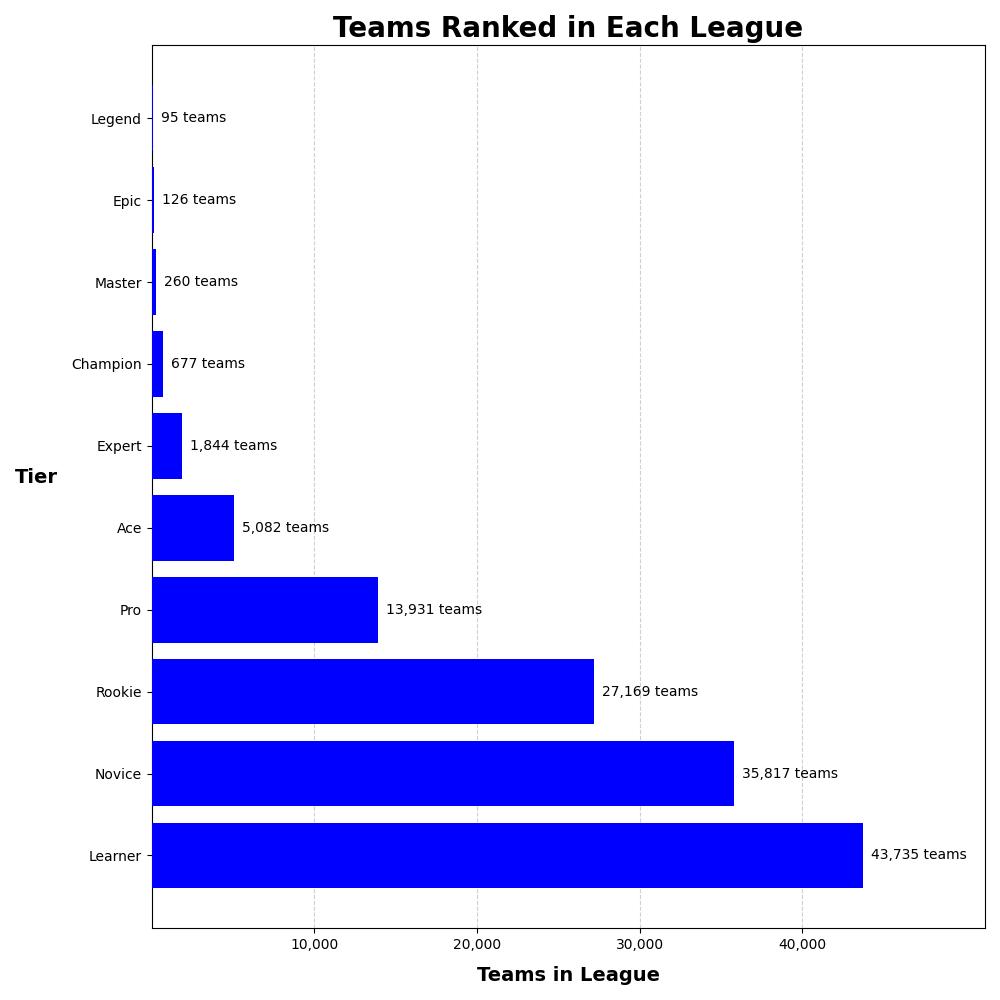 Teams Ranked in Each League
Legend 95 teams
Epic 126 teams
Master 260 teams
Champion 677 teams
Expert 1,844 teams
Tier
Ace 5,082 teams
Pro 13,931 teams
Rookie 27,169 teams
Novice 35,817 teams
Learner 43,735 teams
10,000 20,000 30,000 40,000
Teams in League